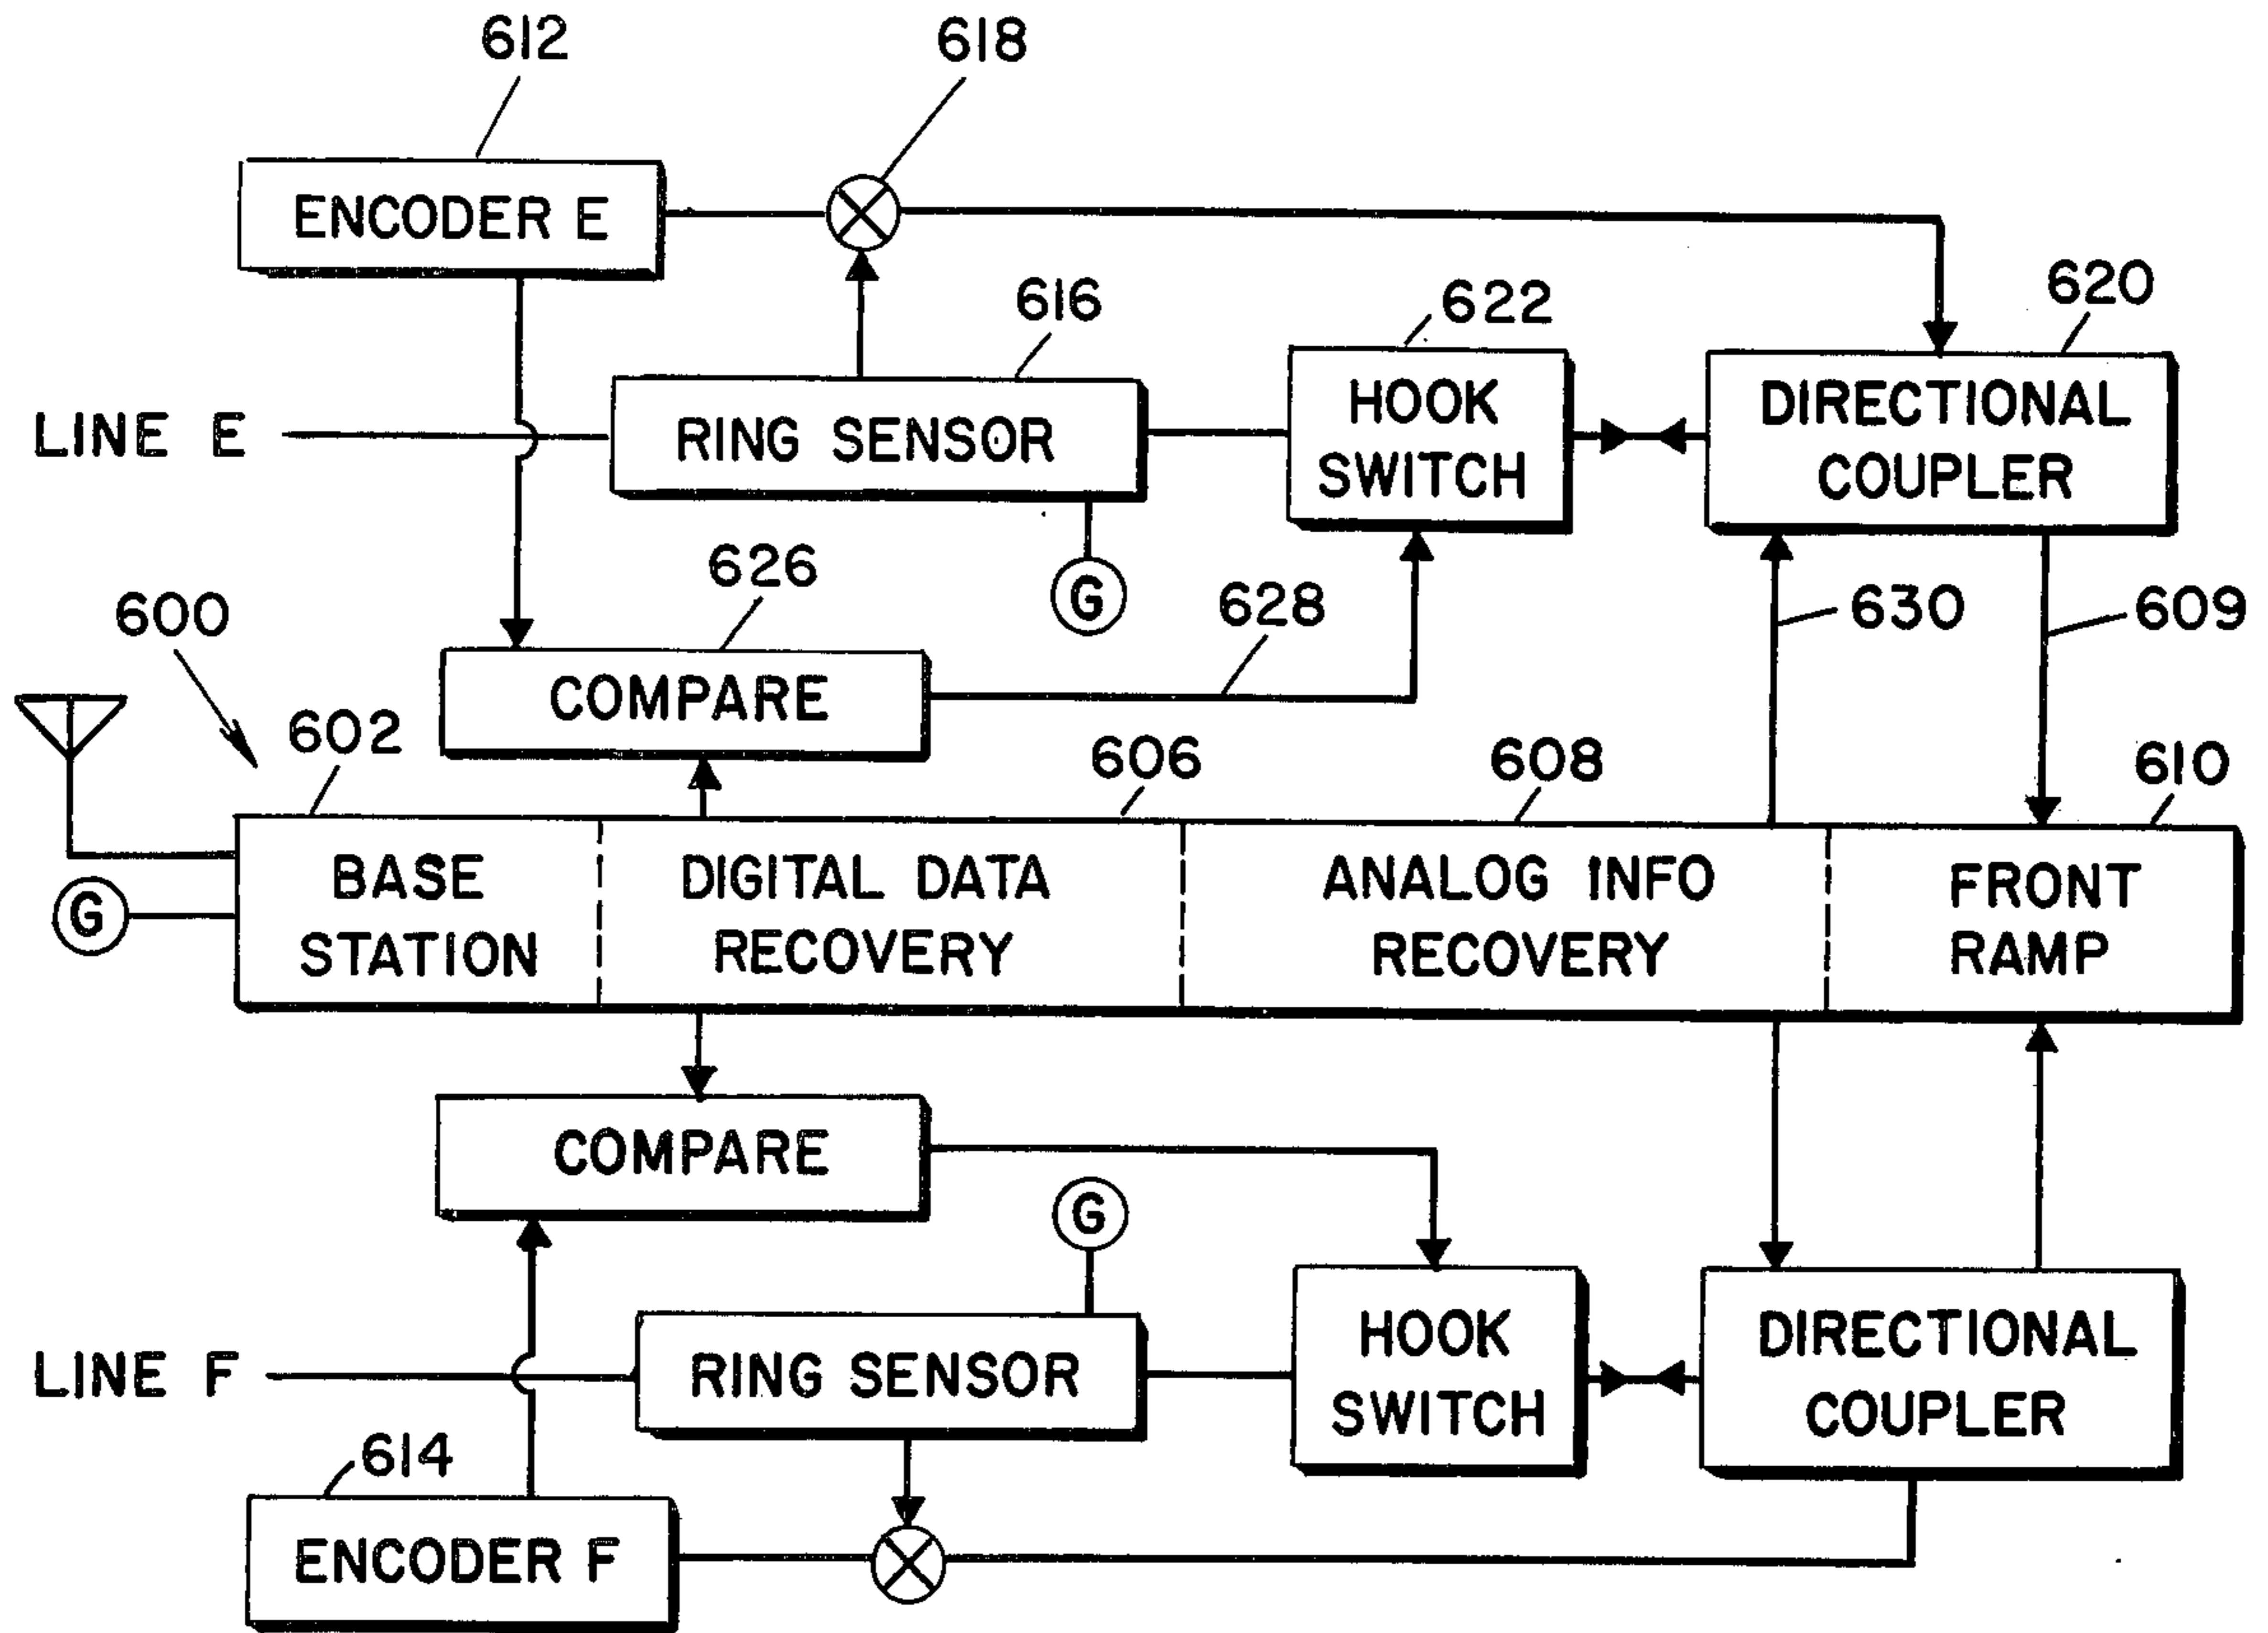 612
618
ENCODER E
616
622
620
LINE E
RING SENSOR
HOOK
SWITCH
DIRECTIONAL
COUPLER
G
626
628
630
609
600
COMPARE
602
606
608
610
G
BASE
STATION
DIGITAL DATA
RECOVERY
ANALOG INFO
RECOVERY
FRONT
RAMP
COMPARE
G
LINE F
RING SENSOR
HOOK
SWITCH
DIRECTIONAL
COUPLER
614
ENCODER F